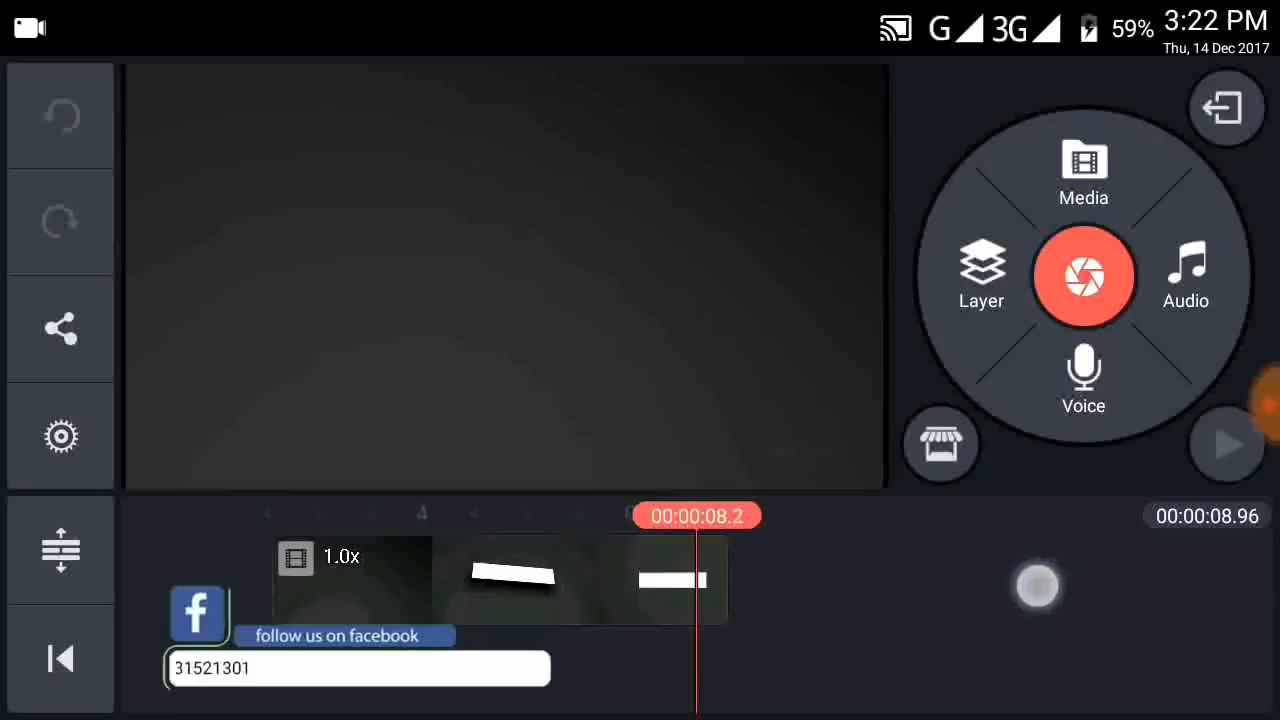 G 3G 59% 3:22 PM
Thu, 14 Dec 2017
Media
Layer
Audio
Voice
4
00:00:08.2
00:00:08.96
1.0x
f
follow us on facebook
31521301